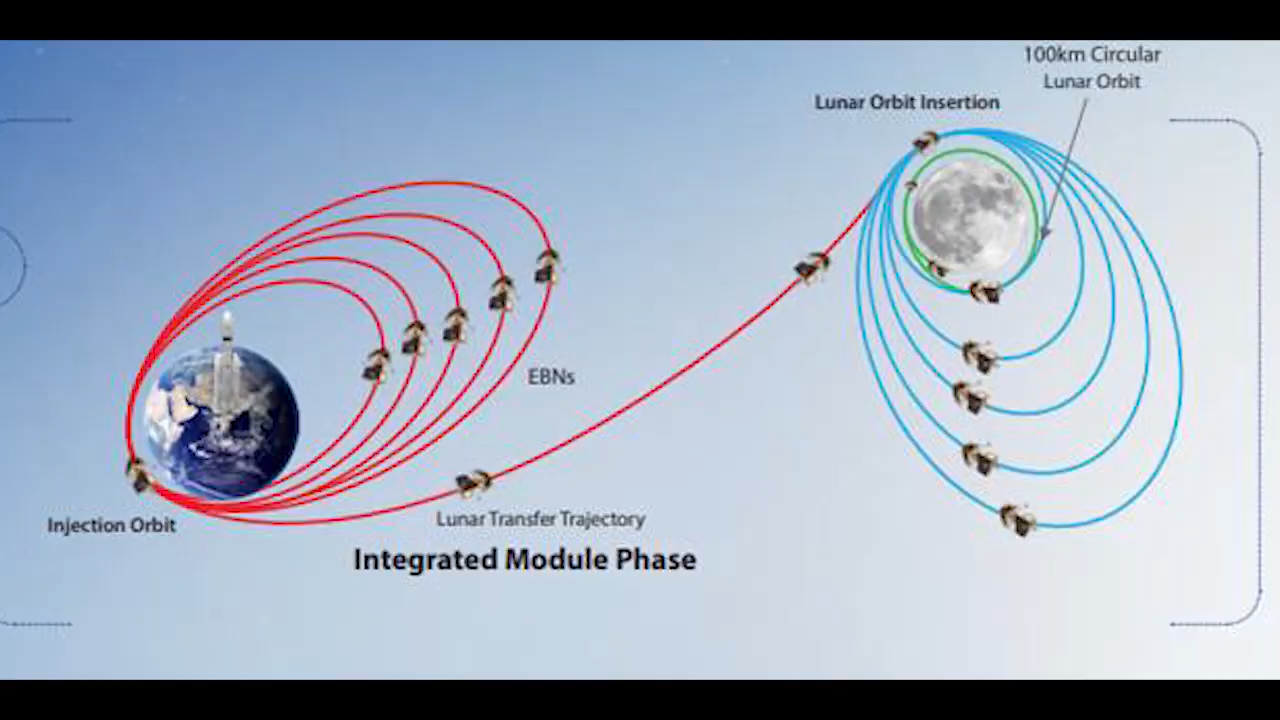 100km Circular
Lunar Orbit
Lunar Orbit Insertion
EBNs
Injection Orbit
Lunar Transfer Trajectory
Integrated Module Phase